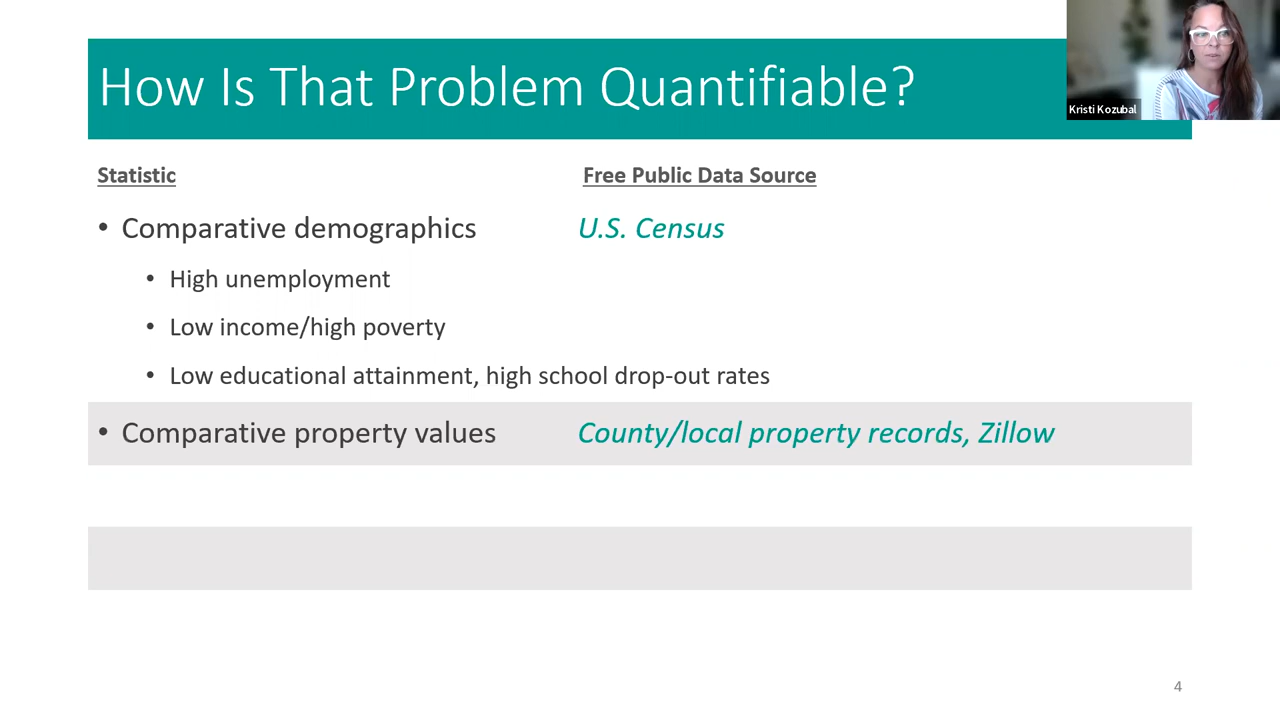 How Is That Problem Quantifiable?
Kristi Kozubal
Statistic Free Public Data Source
• Comparative demographics U.S. Census
• High unemployment
• Low income/high poverty
• Low educational attainment, high school drop-out rates
• Comparative property values County/local property records, Zillow
4